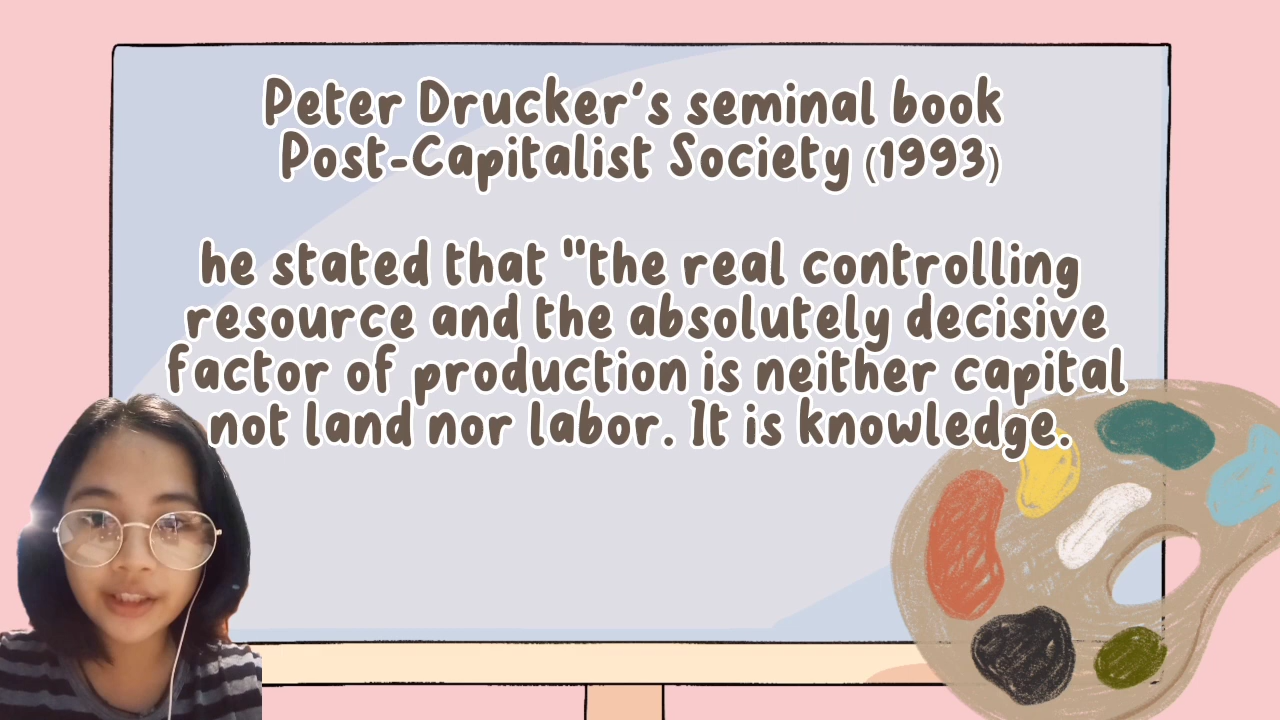 Peter Drucker's seminal book
Post-Capitalist Society (1993)
he stated that "the real controlling
resource and the absolutely decisive
factor of production is neither capital
not land nor labor. It is knowledge.